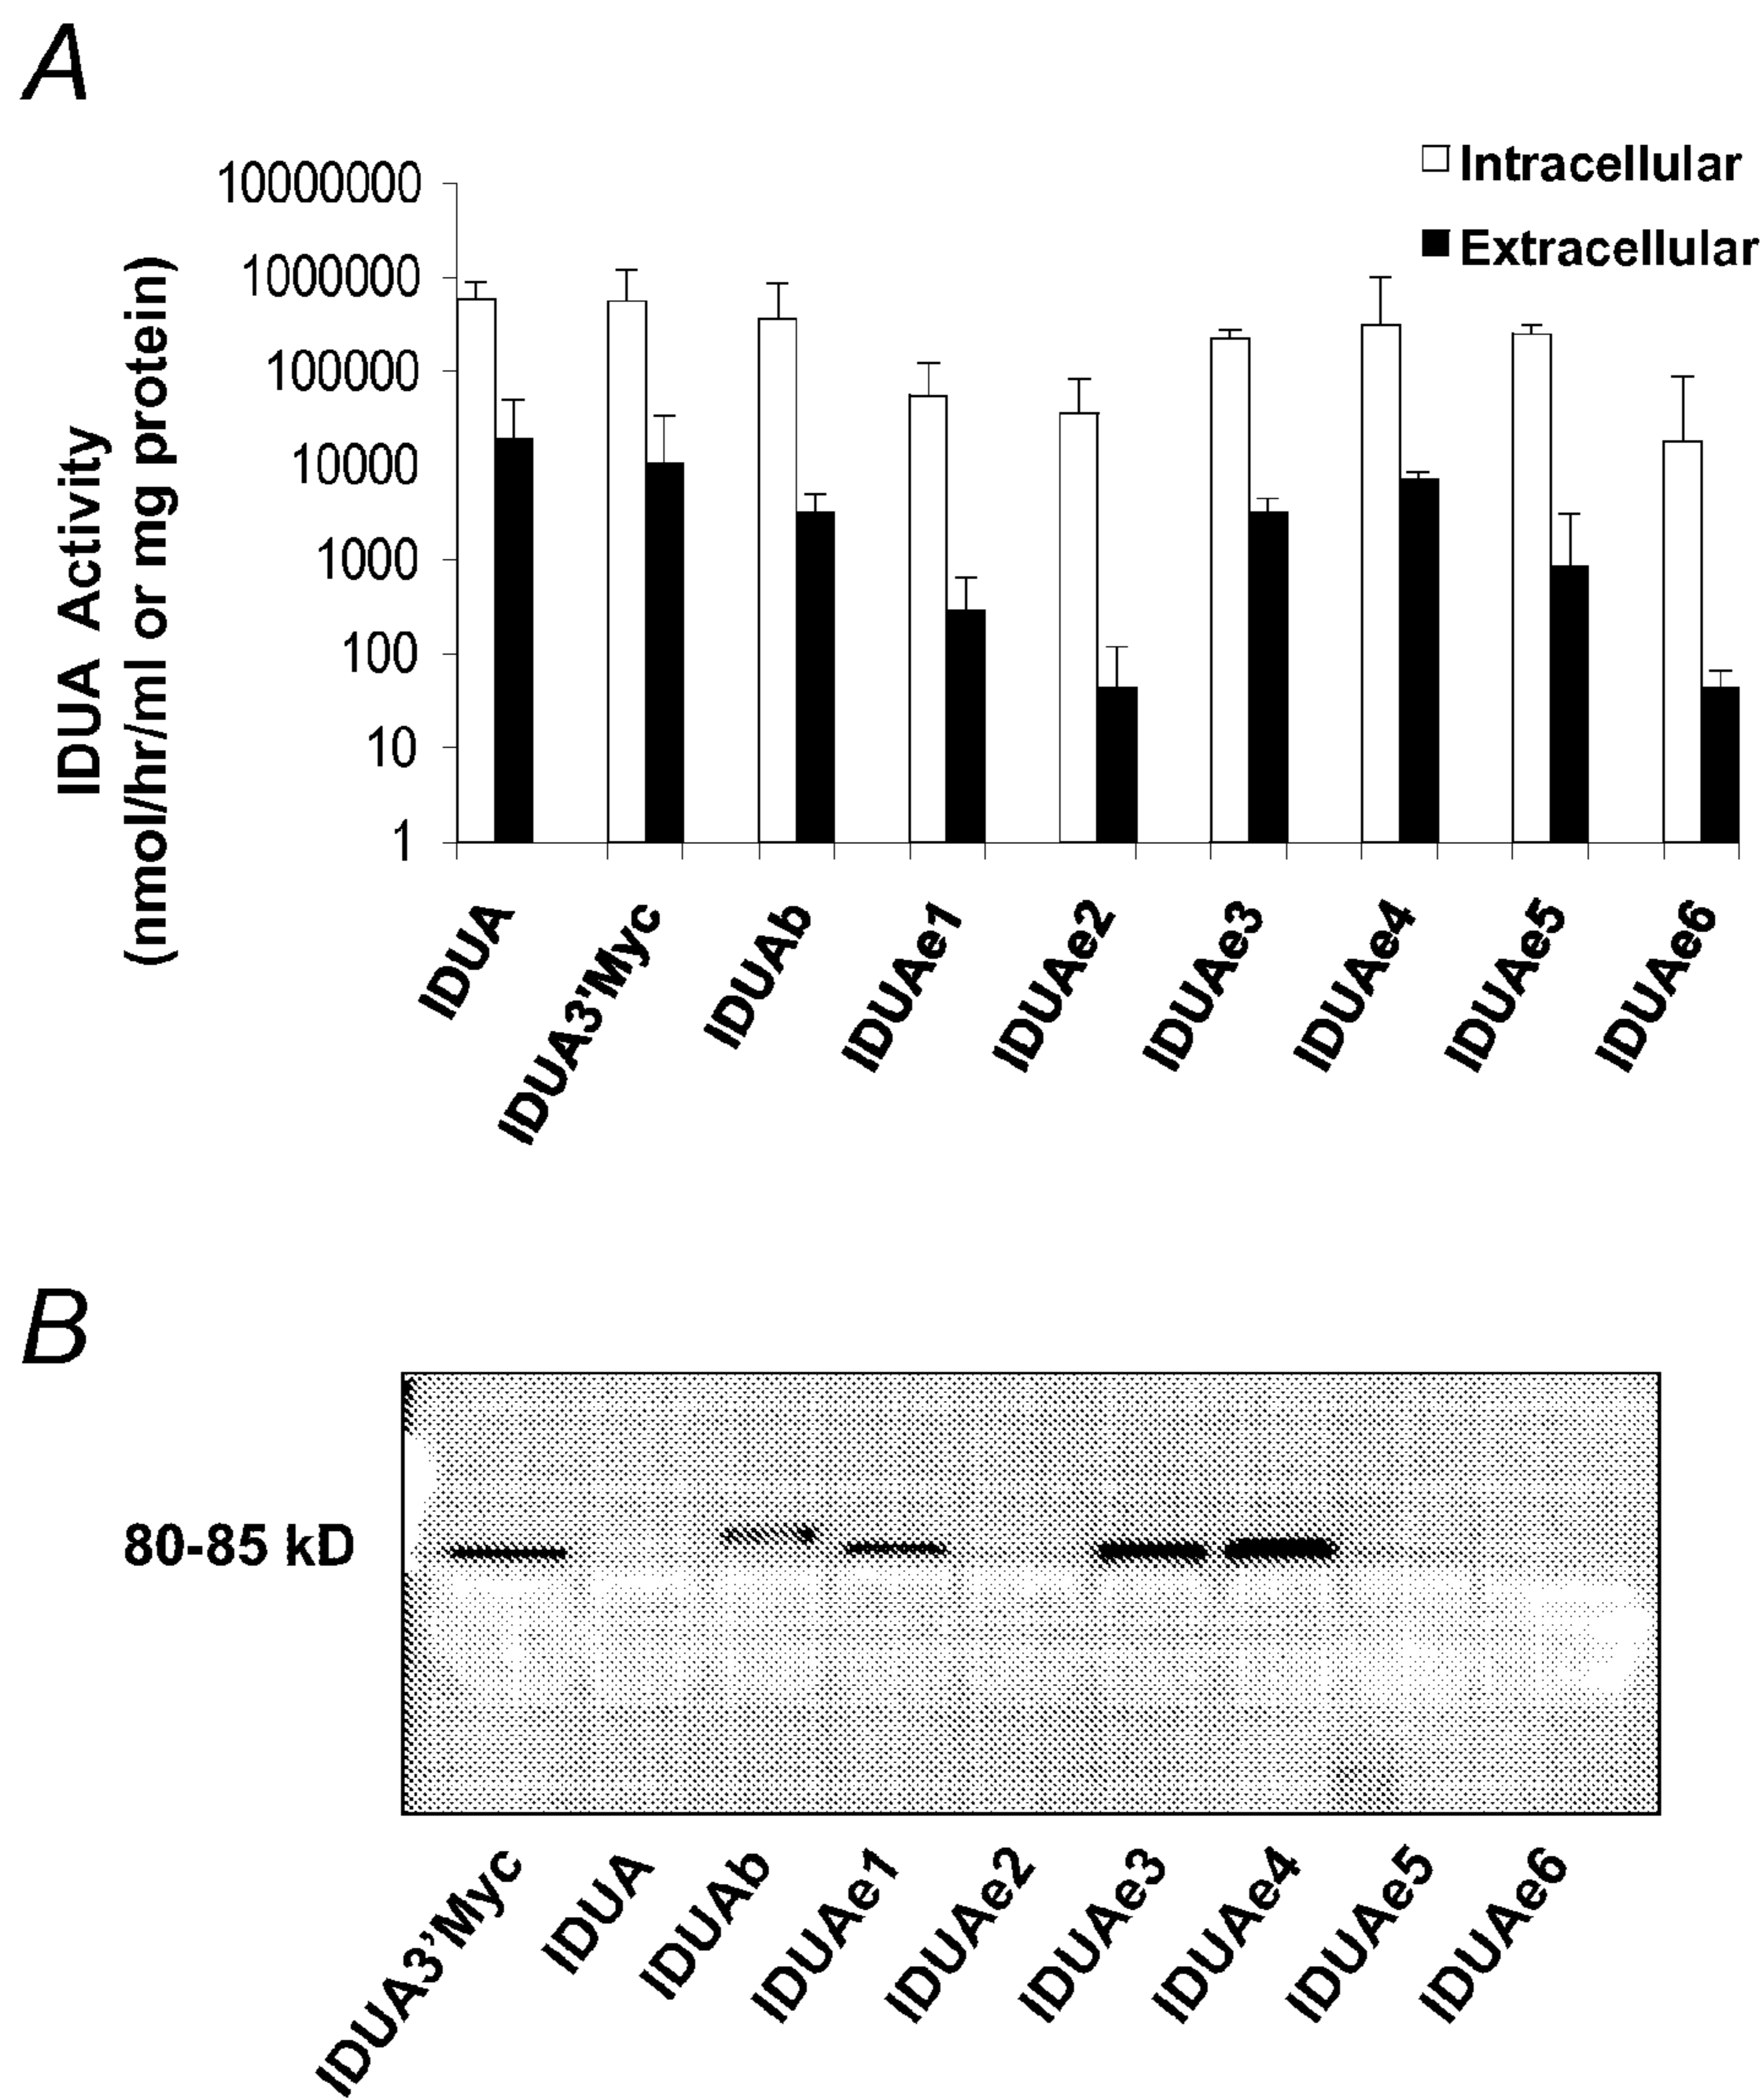 A
Intracellular
Extracellular
10000000
1000000
100000
10000
1000
100
10
1
IDUA Activity
(nmol/hr/ml or mg protein)
IDUA
IDUA3'Myc
IDUAb
IDUAe1
IDUAe2
IDUAe3
IDUAe4
IDUAe5
IDUAe6
B
80-85 kD
IDUA3’Myc
IDUA
IDUAb
IDUAe1
IDUAe2
IDUAe3
IDUAe4
IDUAe5
IDUAe6